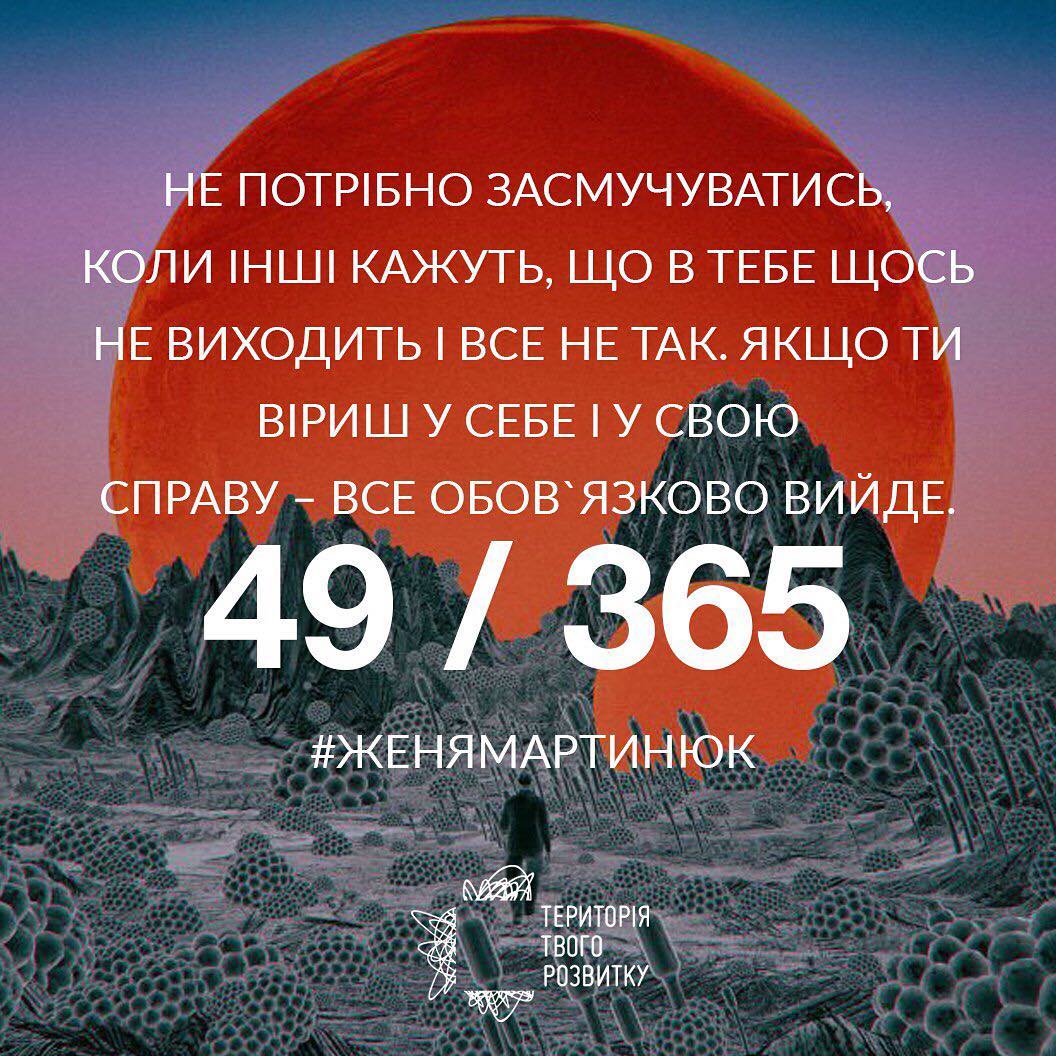 НЕ ПОТРІБНО ЗАСМУЧУВАТИСЬ,
КОЛИ ІНШІ КАЖУТЬ, ЩО В ТЕБЕ ЩОСЬ
НЕ ВИХОДИТЬ І ВСЕ НЕ ТАК. ЯКЩО ТИ
ВІРИШ У СЕБЕ І У СВОЮ
СПРАВУ – ВСЕ ОБОВ`ЯЗКОВО ВИЙДЕ.
49 / 365
#ЖЕНЯМАРТИНЮК
ТЕРИТОРІЯ
ТВОГО
РОЗВИТКУ